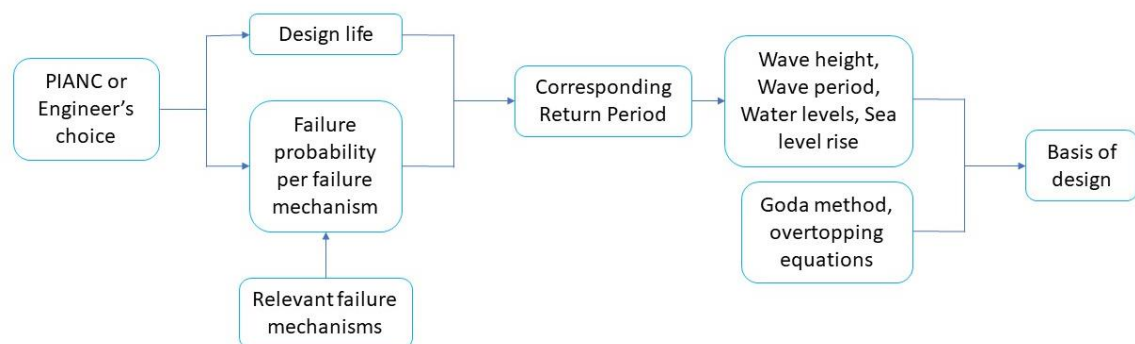 Design life
PIANC or
Engineer’s
choice
Failure
probability
per failure
mechanism
Relevant failure
mechanisms
Corresponding
Return Period
Wave height,
Wave period,
Water levels, Sea
level rise
Goda method,
overtopping
equations
Basis of
design